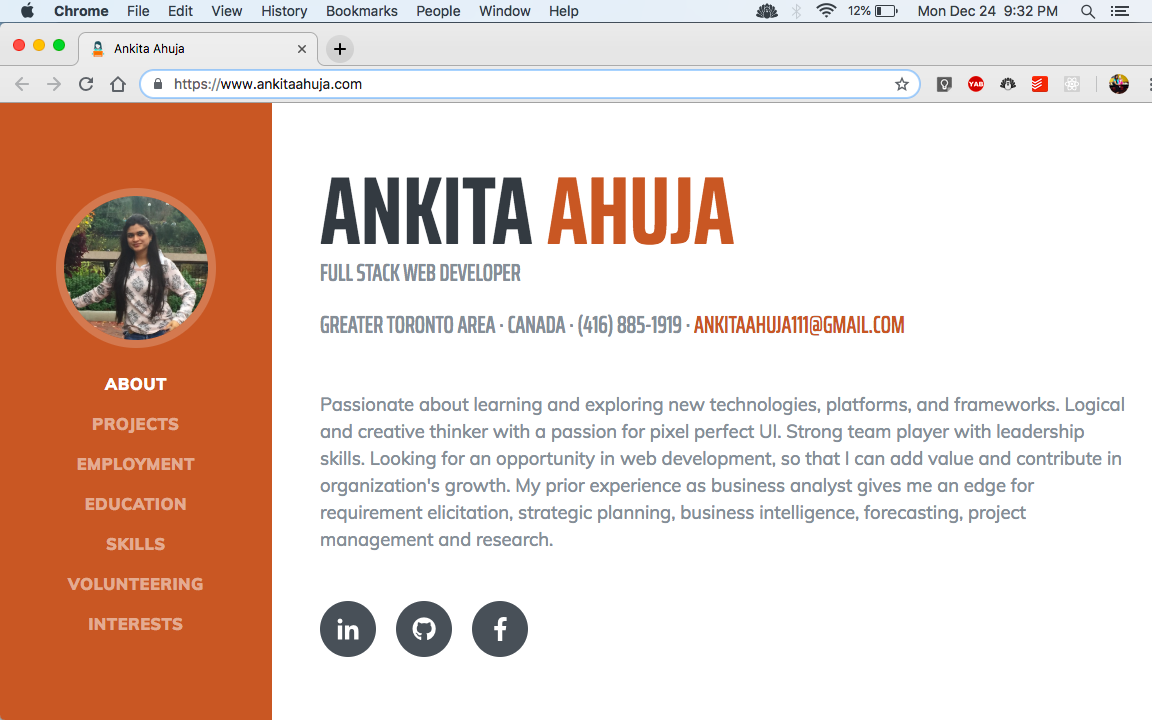 Chrome File Edit View History Bookmarks People Window Help 12% Mon Dec 24 9:32 PM
Ankita Ahuja
https://www.ankitaahuja.com
YAB
ABOUT
PROJECTS
EMPLOYMENT
EDUCATION
SKILLS
VOLUNTEERING
INTERESTS
ANKITA AHUJA
FULL STACK WEB DEVELOPER
GREATER TORONTO AREA · CANADA · (416) 885-1919 · ANKITAAHUJA111@GMAIL.COM
Passionate about learning and exploring new technologies, platforms, and frameworks. Logical
and creative thinker with a passion for pixel perfect UI. Strong team player with leadership
skills. Looking for an opportunity in web development, so that I can add value and contribute in
organization's growth. My prior experience as business analyst gives me an edge for
requirement elicitation, strategic planning, business intelligence, forecasting, project
management and research.
in
f